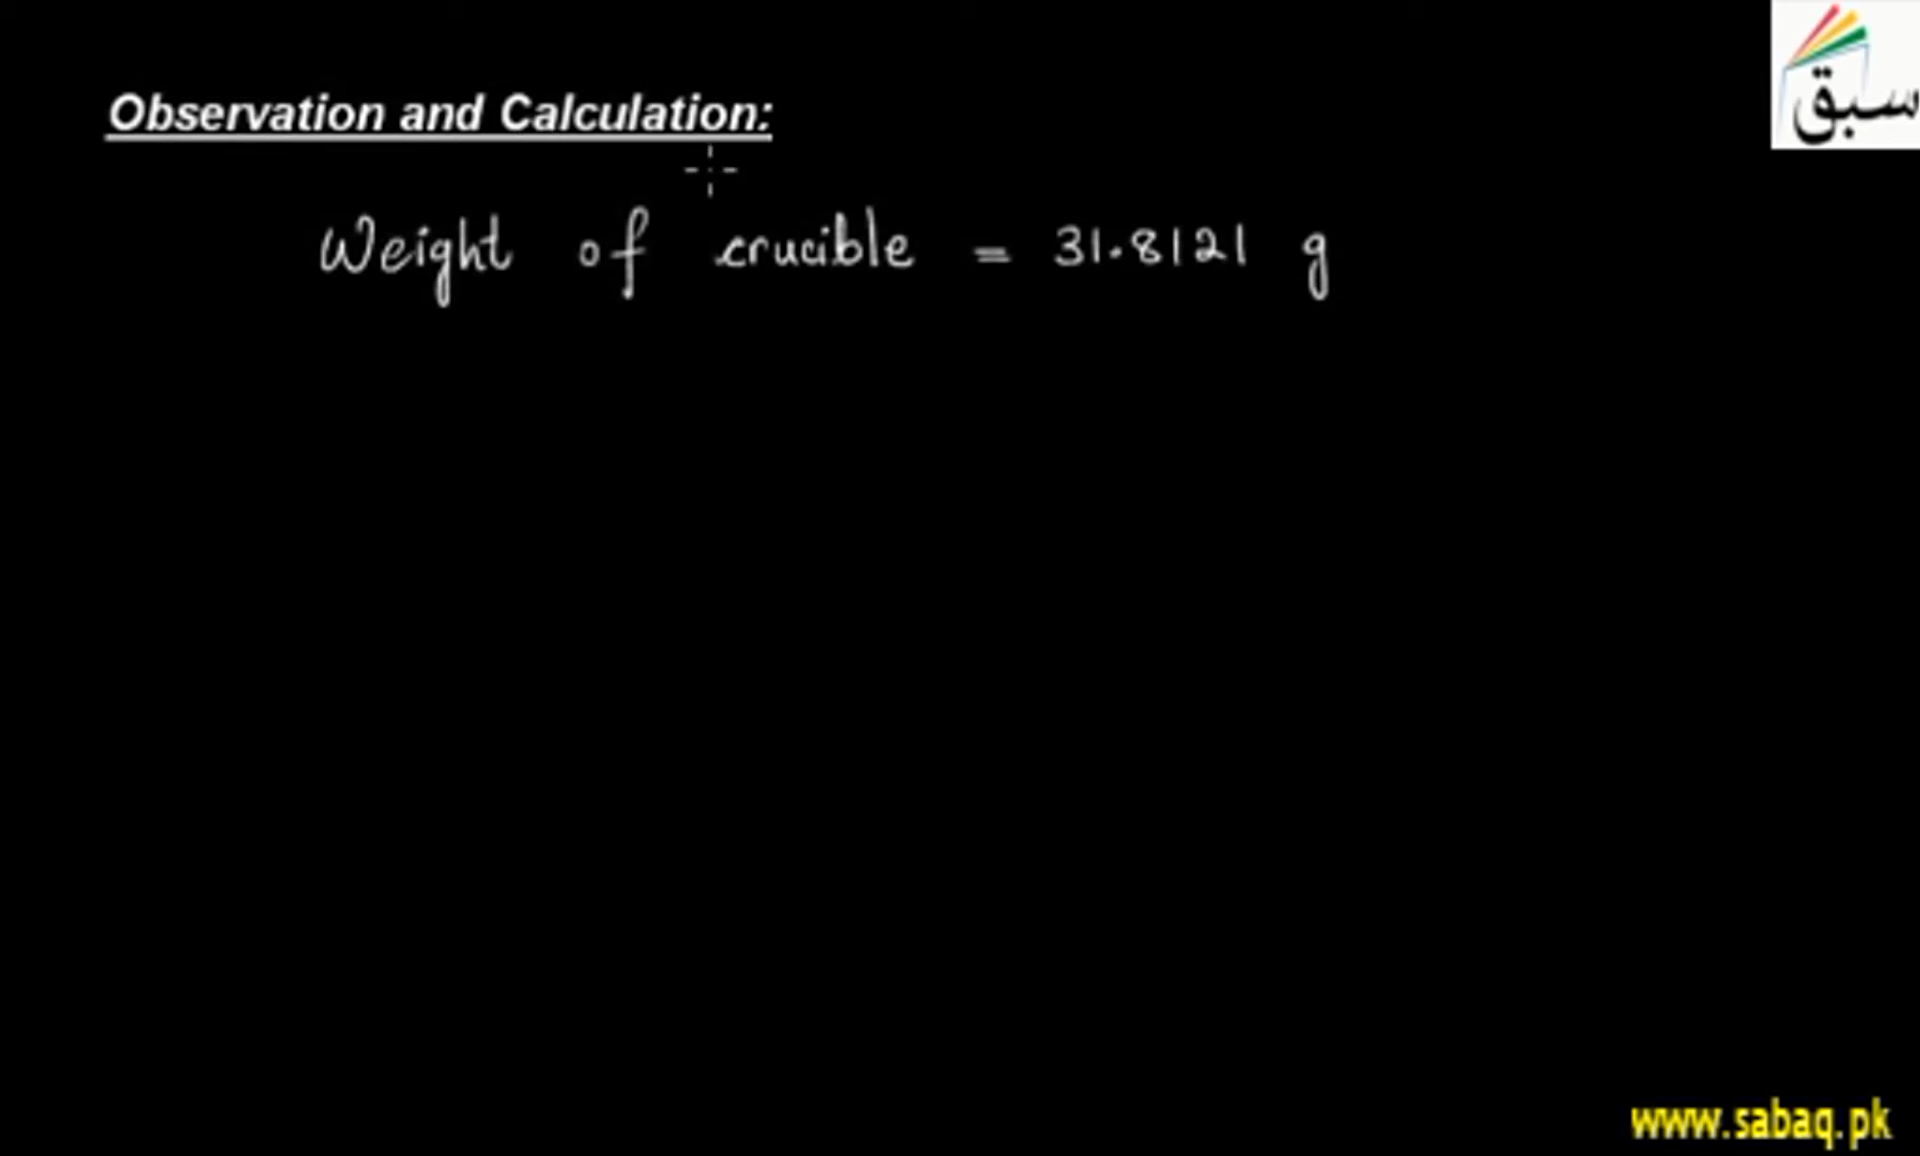 سبق
Observation and Calculation:
Weight of crucible = 31.8121 g
www.sabaq.pk